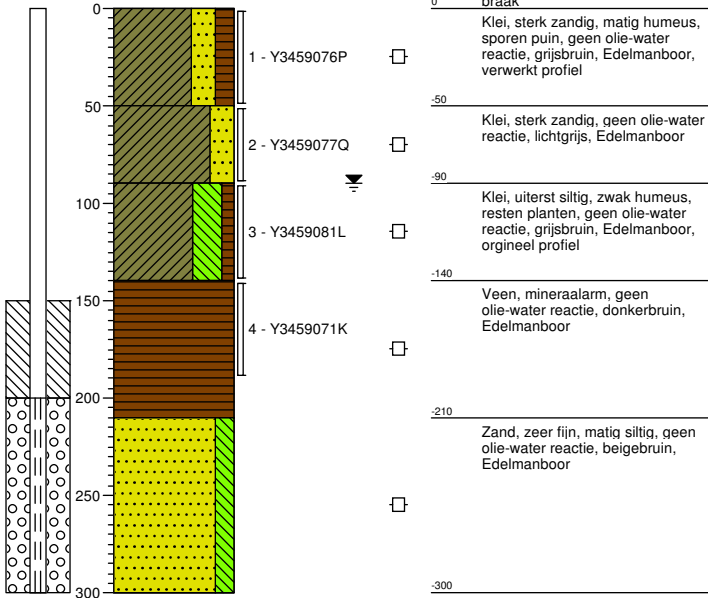 0
50
100
150
200
250
300
1 - Y3459076P
2 - Y3459077Q
3 - Y3459081L
4 - Y3459071K
0
braak
Klei, sterk zandig, matig humeus,
sporen puin, geen olie-water
reactie, grijsbruin, Edelmanboor,
verwerkt profiel
-50
Klei, sterk zandig, geen olie-water
reactie, lichtgrijs, Edelmanboor
-90
Klei, uiterst siltig, zwak humeus,
resten planten, geen olie-water
reactie, grijsbruin, Edelmanboor,
orgineel profiel
-140
Veen, mineraalarm, geen
olie-water reactie, donkerbruin,
Edelmanboor
-210
Zand, zeer fijn, matig siltig, geen
olie-water reactie, beigebruin,
Edelmanboor
-300